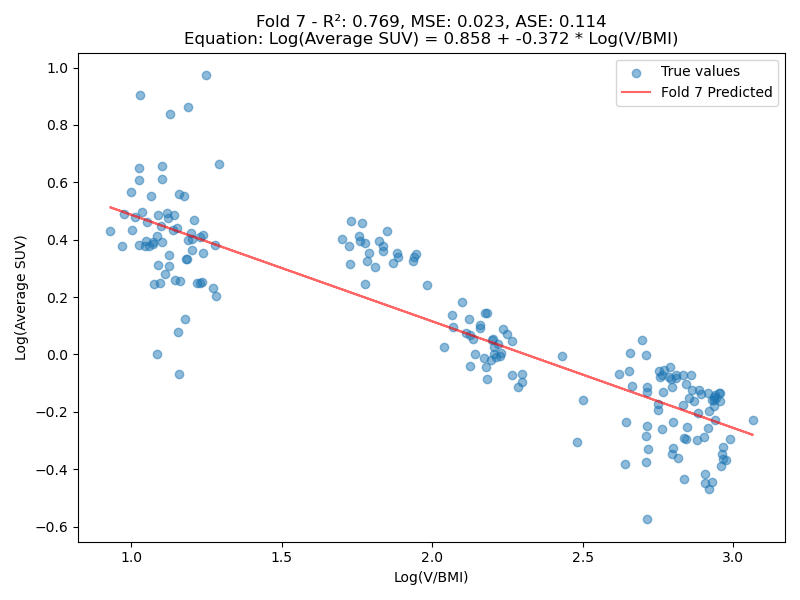 Fold 7 - R²: 0.769, MSE: 0.023, ASE: 0.114
Equation: Log(Average SUV) = 0.858 + -0.372 * Log(V/BMI)
True values
Fold 7 Predicted
Log(Average SUV)
1.0
0.8
0.6
0.4
0.2
0.0
−0.2
−0.4
−0.6
1.0 1.5 2.0 2.5 3.0
Log(V/BMI)